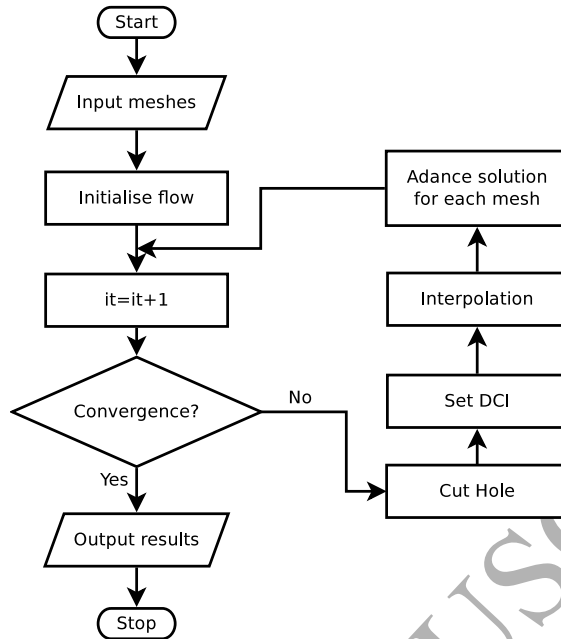 Start
Input meshes
Initialise flow
it=it+1
Convergence?
No
Yes
Output results
Stop
Adance solution
for each mesh
Interpolation
Set DCI
Cut Hole